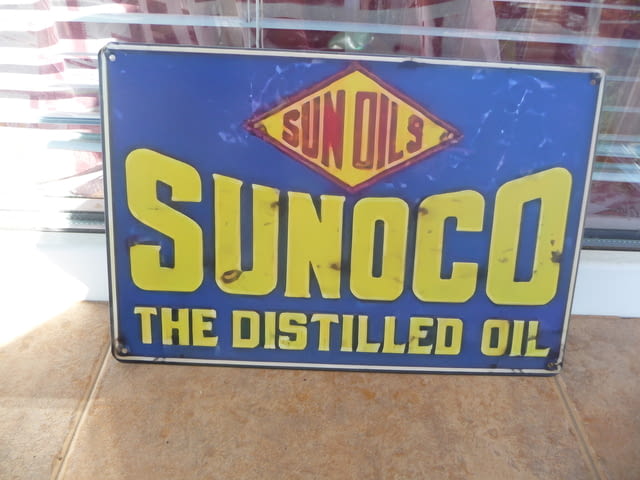 SUN OILS
SUNOCO
THE DISTILLED OIL